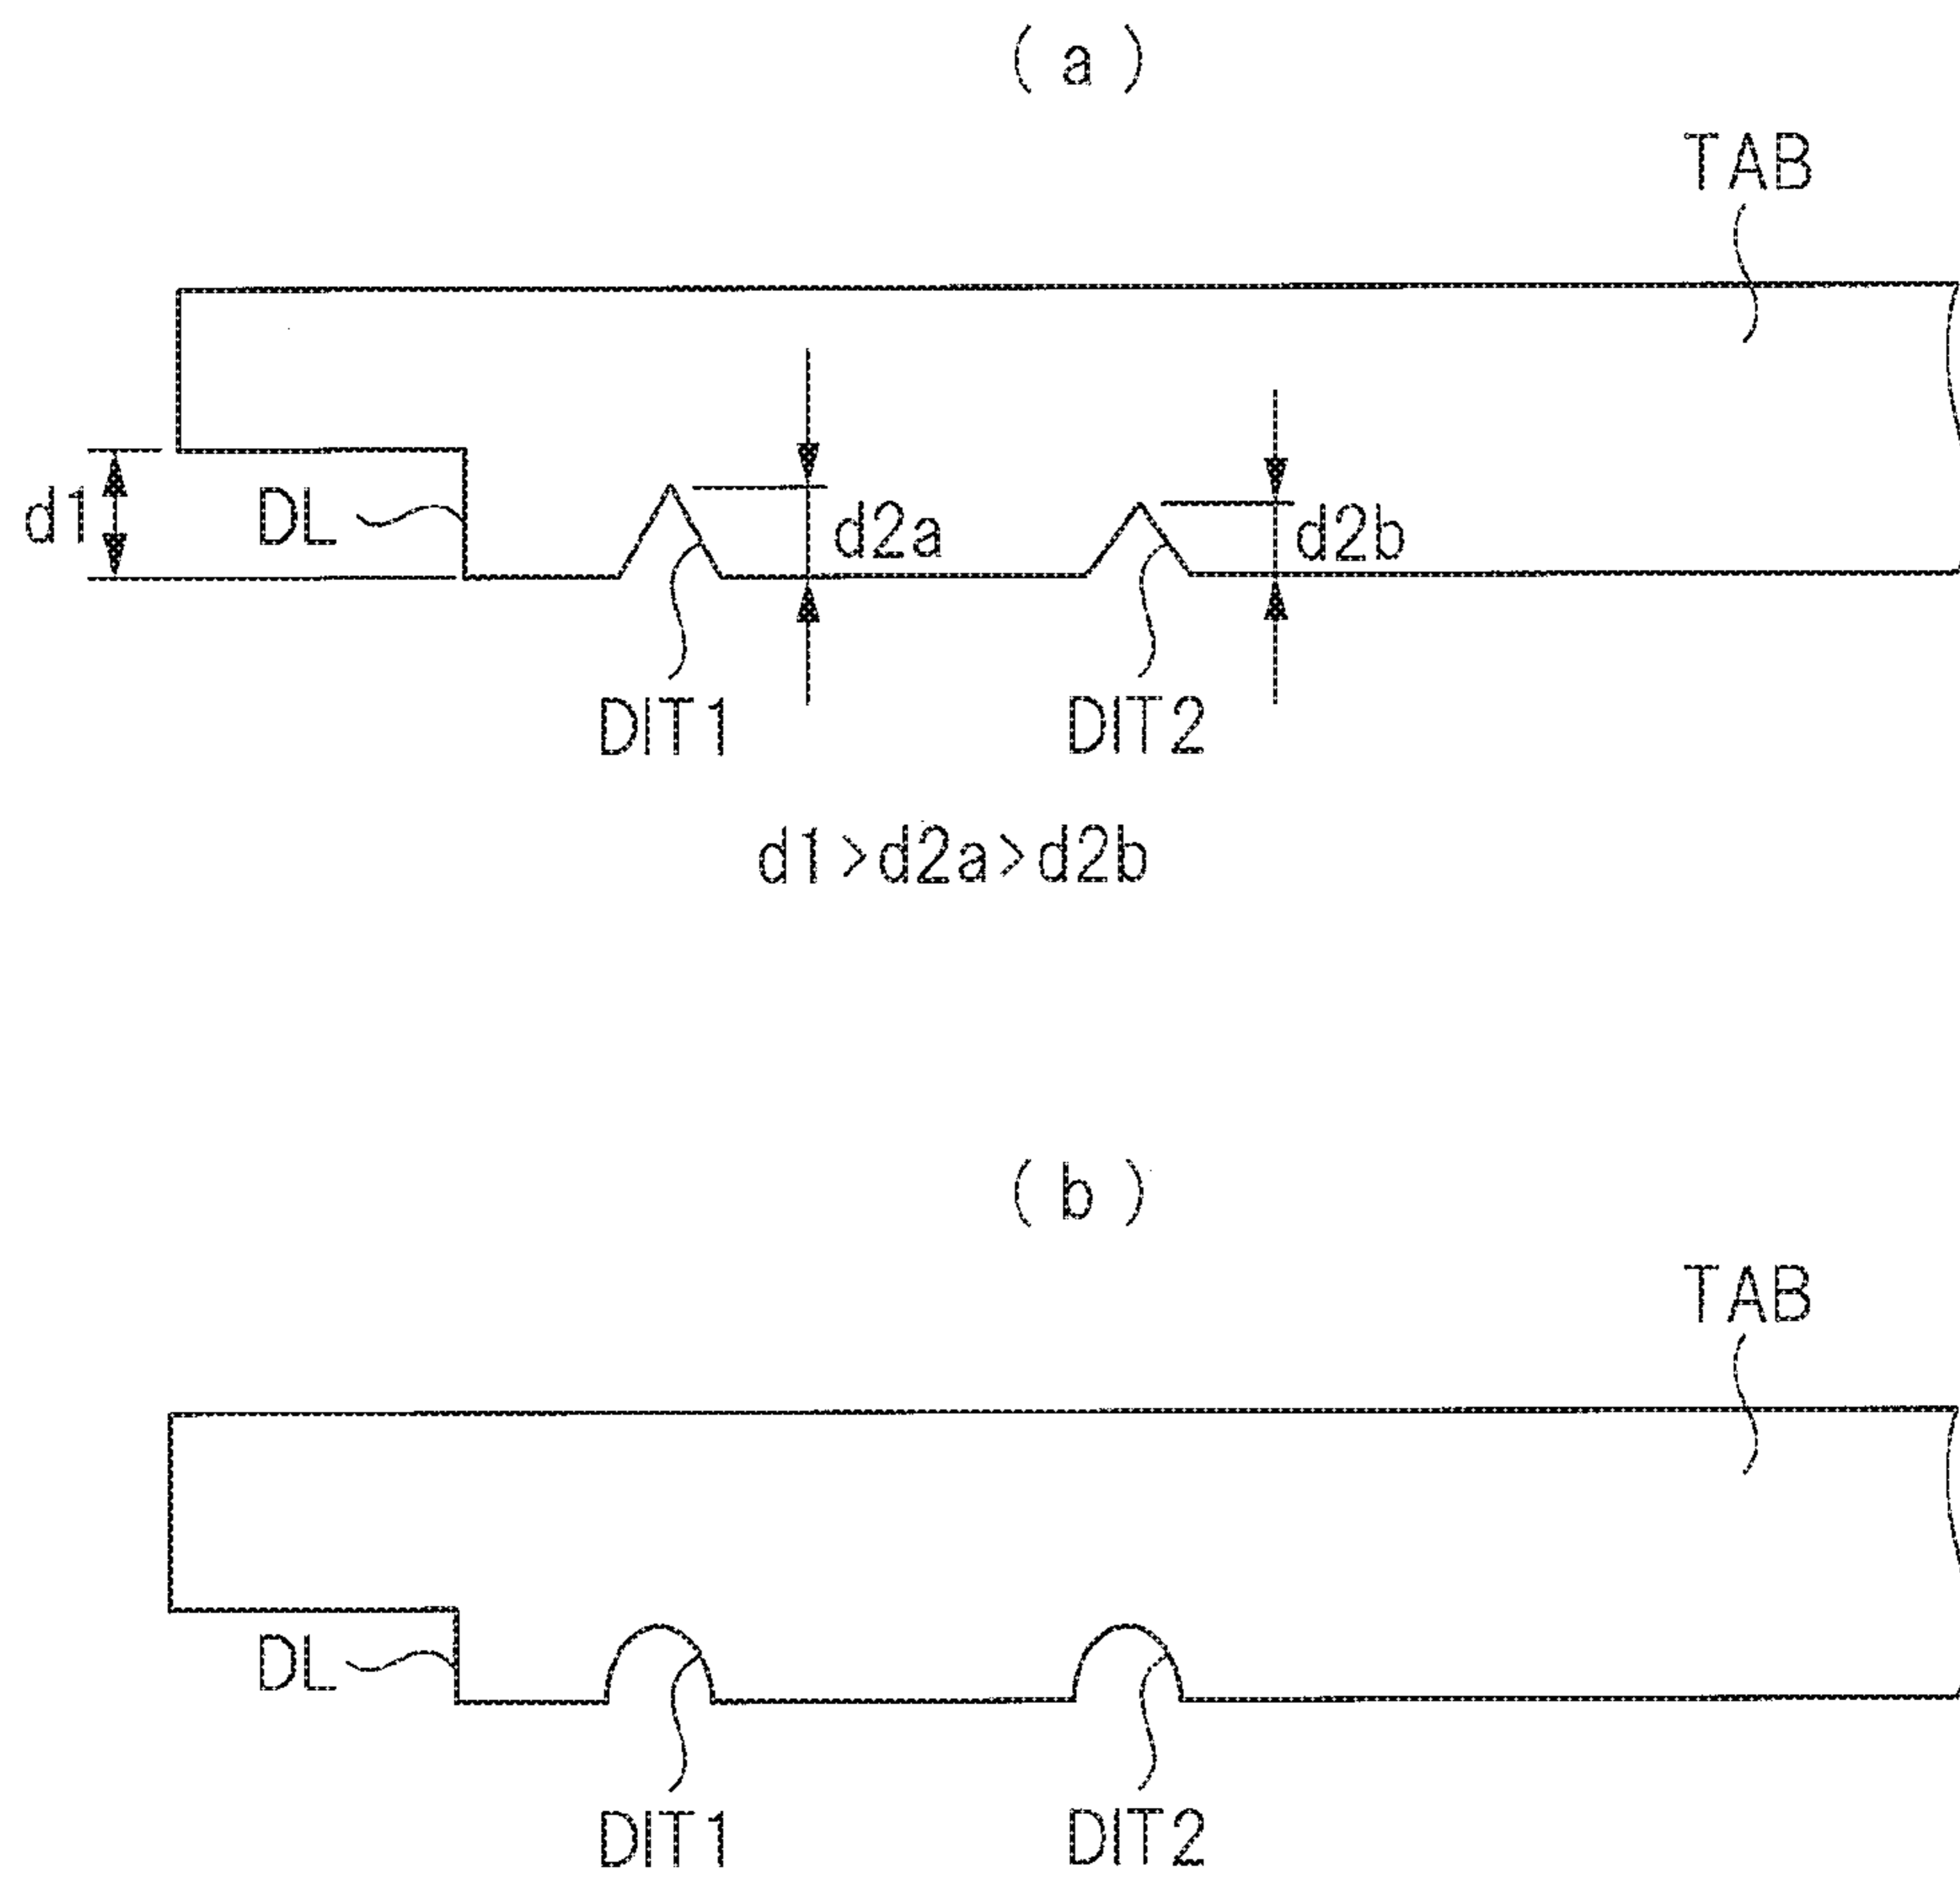 (a)
TAB
d1
DL
d2a
d2b
DIT1
DIT2
d1>d2a>d2b
(b)
TAB
DL
DIT1
DIT2